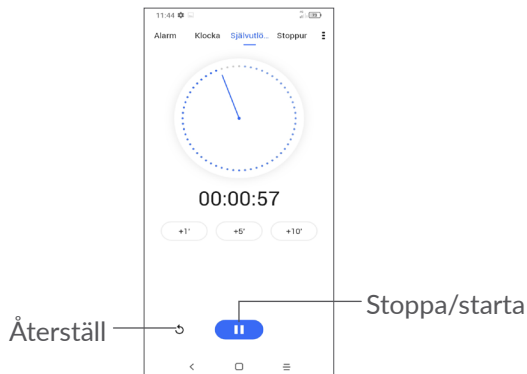 11:44
Alarm Klocka Självutlö... Stoppur
00:00:57
+1' +5' +10'
Stoppa/starta
Återställ